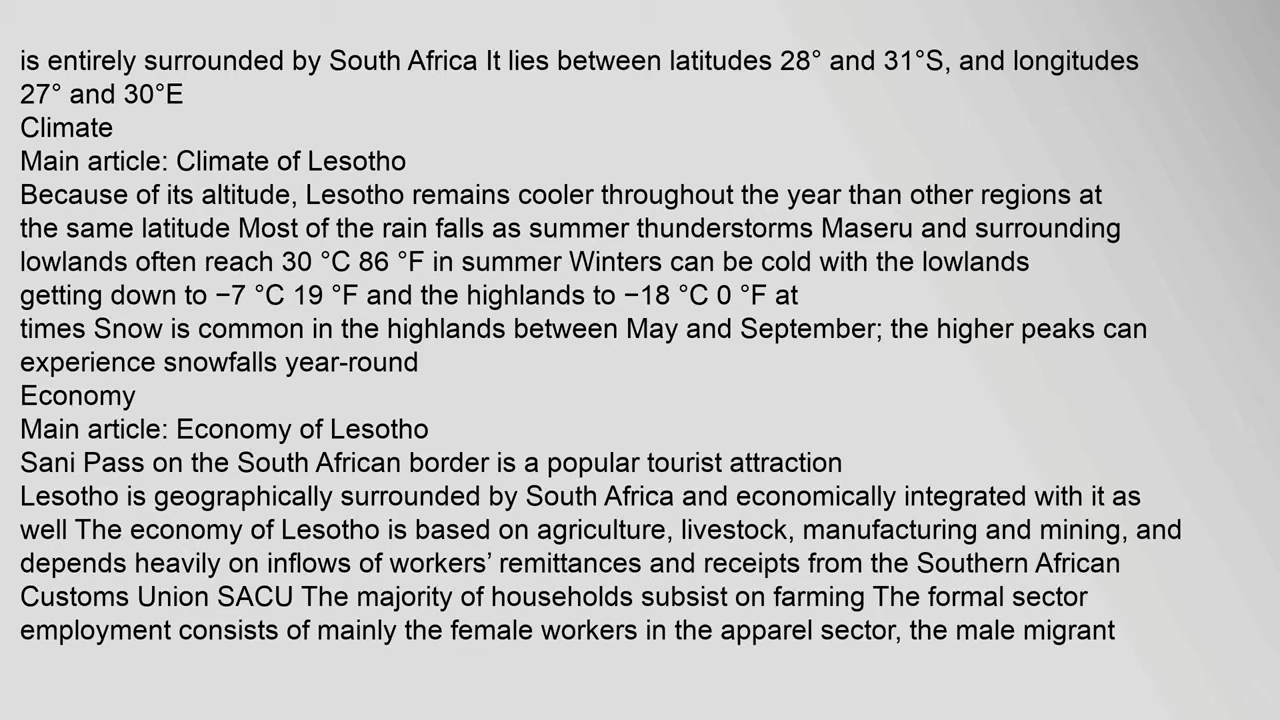 is entirely surrounded by South Africa It lies between latitudes 28° and 31°S, and longitudes
27° and 30°E
Climate
Main article: Climate of Lesotho
Because of its altitude, Lesotho remains cooler throughout the year than other regions at
the same latitude Most of the rain falls as summer thunderstorms Maseru and surrounding
lowlands often reach 30 °C 86 °F in summer Winters can be cold with the lowlands
getting down to −7 °C 19 °F and the highlands to −18 °C 0 °F at
times Snow is common in the highlands between May and September; the higher peaks can
experience snowfalls year-round
Economy
Main article: Economy of Lesotho
Sani Pass on the South African border is a popular tourist attraction
Lesotho is geographically surrounded by South Africa and economically integrated with it as
well The economy of Lesotho is based on agriculture, livestock, manufacturing and mining, and
depends heavily on inflows of workers’ remittances and receipts from the Southern African
Customs Union SACU The majority of households subsist on farming The formal sector
employment consists of mainly the female workers in the apparel sector, the male migrant